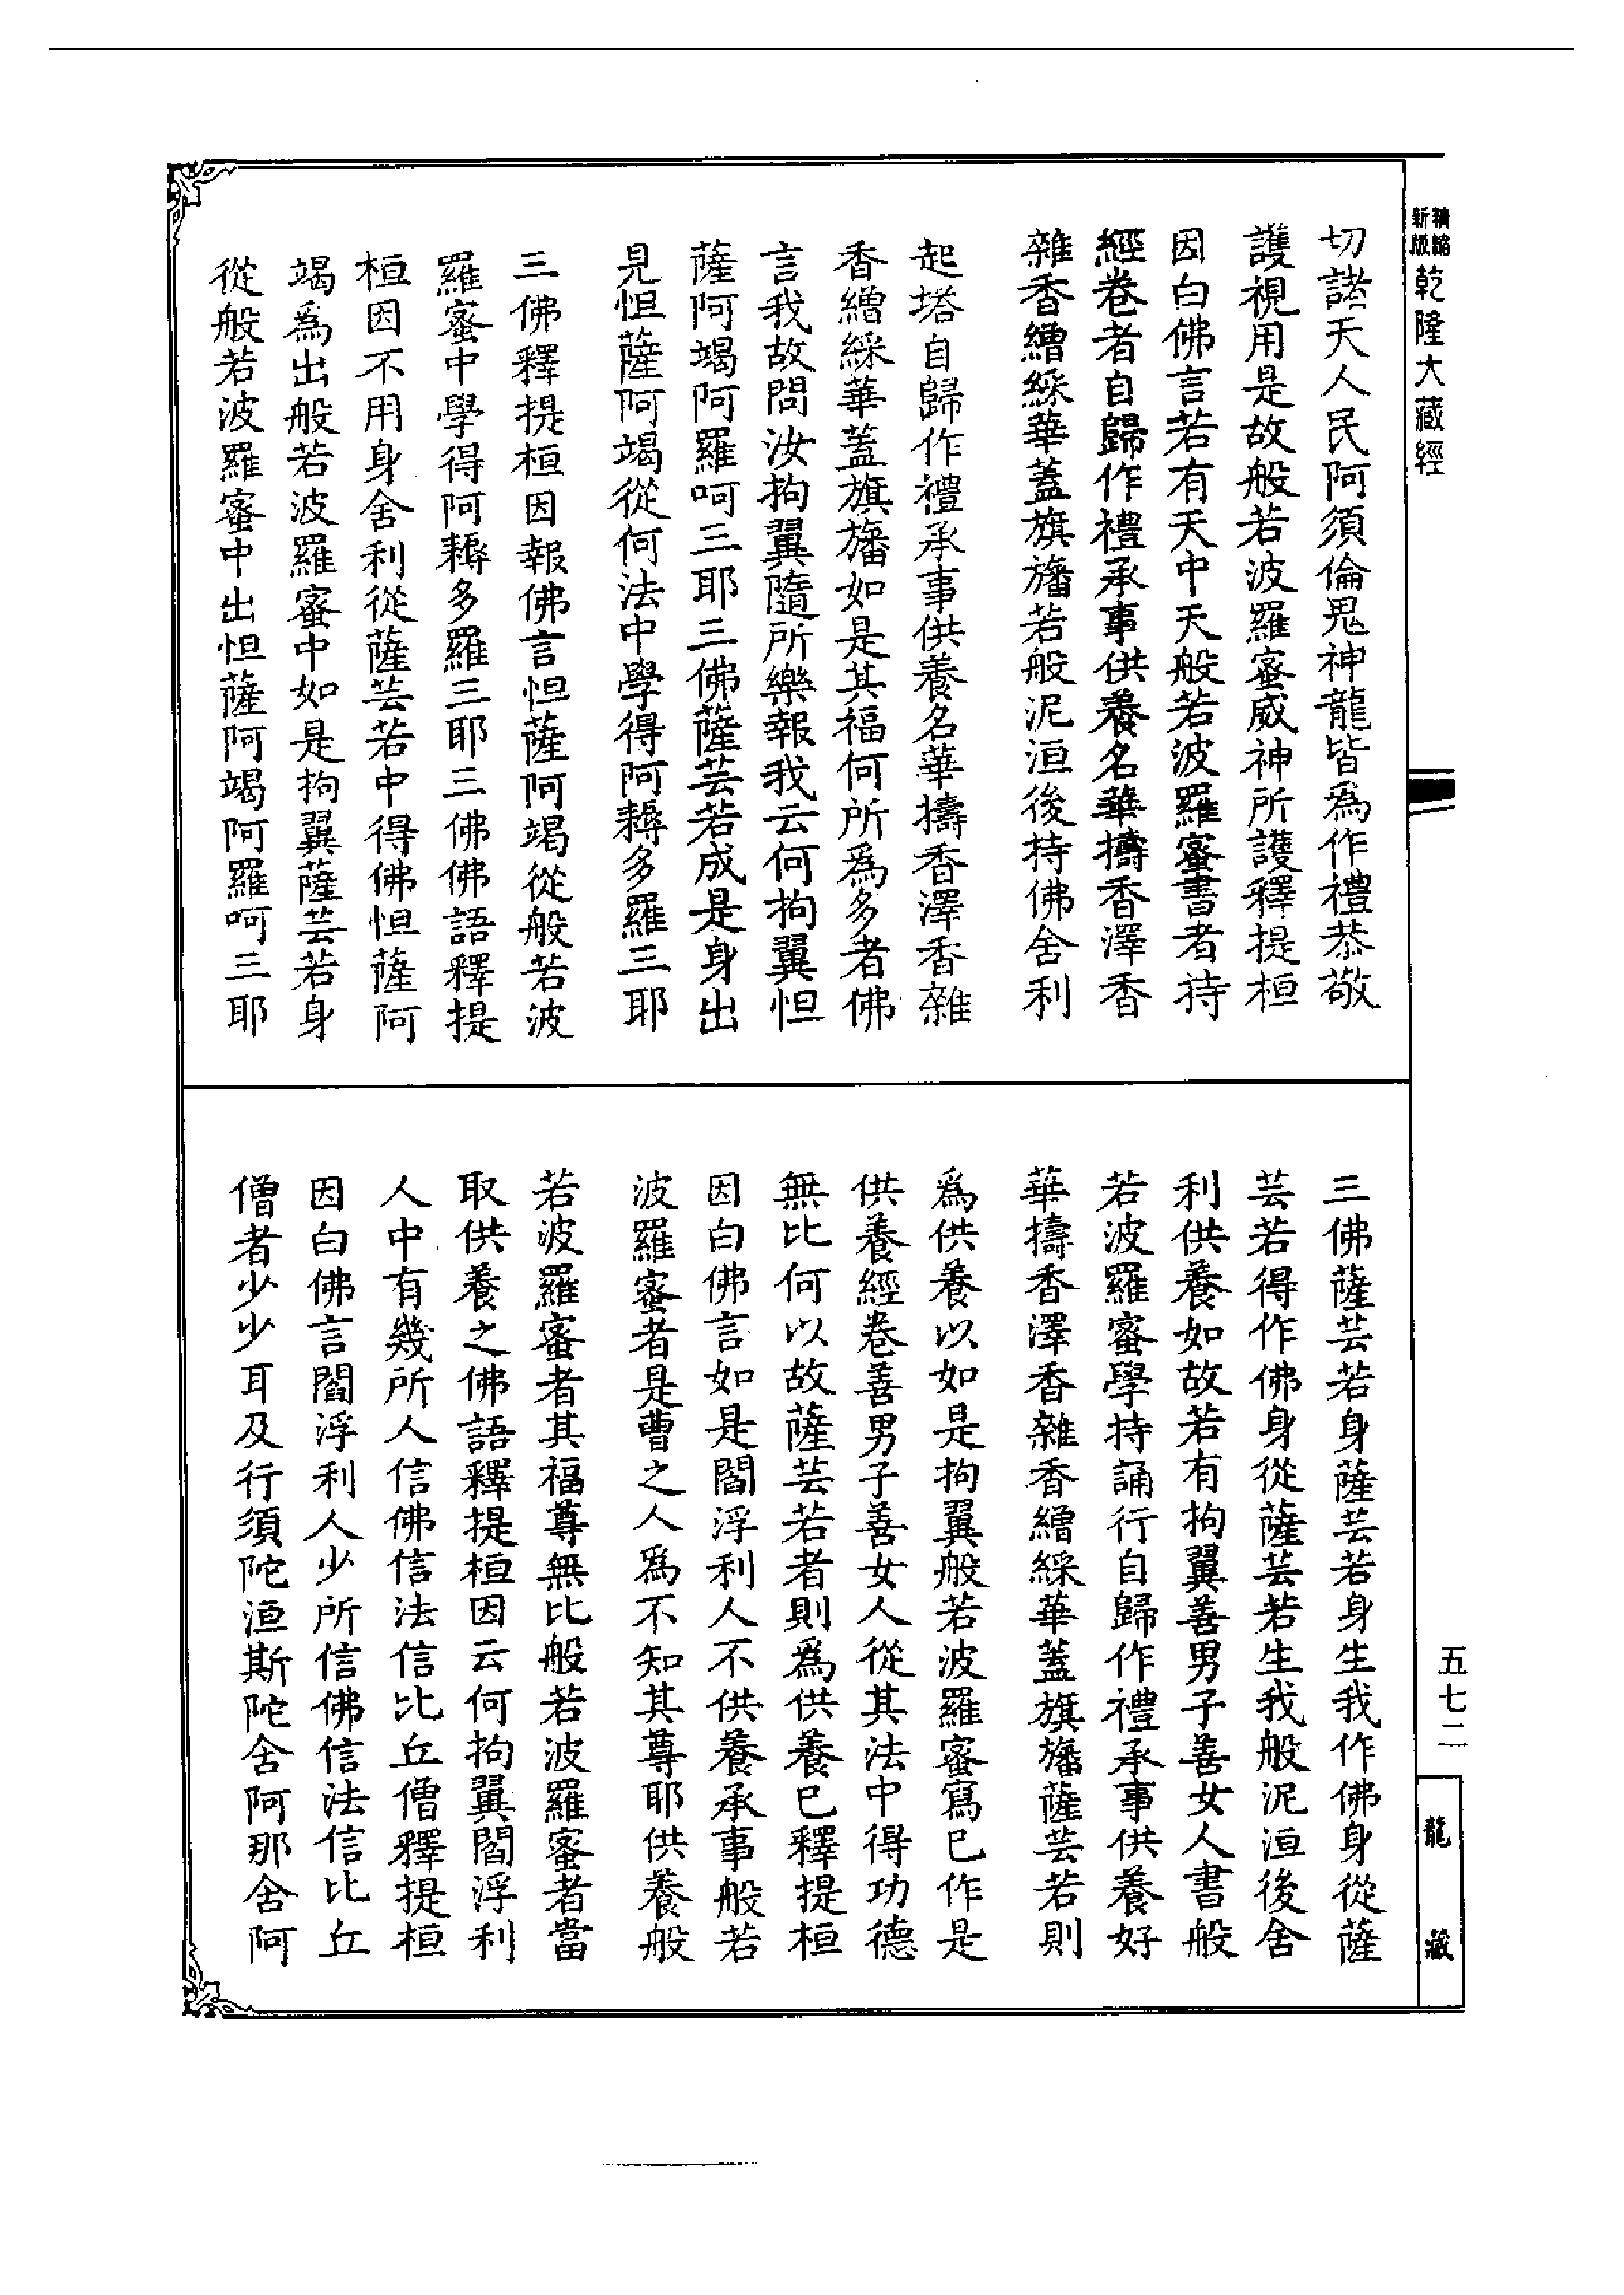 新版精縮乾隆大藏經
切諸天人民阿須倫鬼神龍皆為作禮恭敬
護視用是故般若波羅蜜威神所護釋提桓
因白佛言若有天中天般若波羅蜜書者持
經卷者自歸作禮承事供養名華擣香澤香
雜香繒綵華蓋旗旛若般泥洹後持佛舍利
起塔自歸作禮承事供養名華擣香澤香雜
香繒綵華蓋旗旛如是其福何所為多者佛
言我故問汝拘翼隨所樂報我云何拘翼怛
薩阿竭阿羅呵三耶三佛薩芸若成是身出
見怛薩阿竭從何法中學得阿耨多羅三耶
三佛釋提桓因報佛言怛薩阿竭從般若波
羅蜜中學得阿耨多羅三耶三佛佛語釋提
桓因不用身舍利從薩芸若中得佛怛薩阿
竭為出般若波羅蜜中如是拘翼薩芸若身
從般若波羅蜜中出怛薩阿竭阿羅呵三耶
三佛薩芸若身薩芸若身生我作佛身從薩
芸若得作佛身從薩芸若生我般泥洹後舍
利供養如故若有拘翼善男子善女人書般
若波羅蜜學持誦行自歸作禮承事供養好
華擣香澤香雜香繒綵華蓋旗旛薩芸若則
為供養以如是拘翼般若波羅蜜寫已作是
供養經卷善男子善女人從其法中得功德
無比何以故薩芸若者則為供養已釋提桓
因白佛言如是閻浮利人不供養承事般若
波羅蜜者是曹之人為不知其尊耶供養般
若波羅蜜者其福尊無比般若波羅蜜者當
取供養之佛語釋提桓因云何拘翼閻浮利
人中有幾所人信佛信法信比丘僧釋提桓
因白佛言閻浮利人少所信佛信法信比丘
僧者少少耳及行須陀洹斯陀含阿那含阿
五七二
龍藏